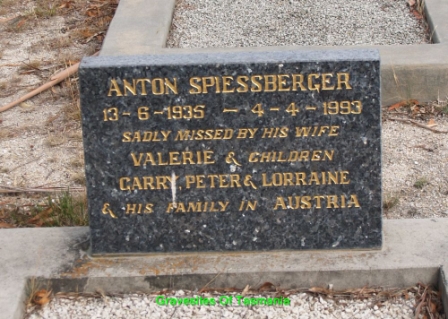 ANTON SPIESSBERGER
13-6-1935 - 4-4-1993
SADLY MISSED BY HIS WIFE
VALERIE & CHILDREN
GARRY PETER & LORRAINE
& HIS FAMILY IN AUSTRIA
Gravesites Of Tasmania